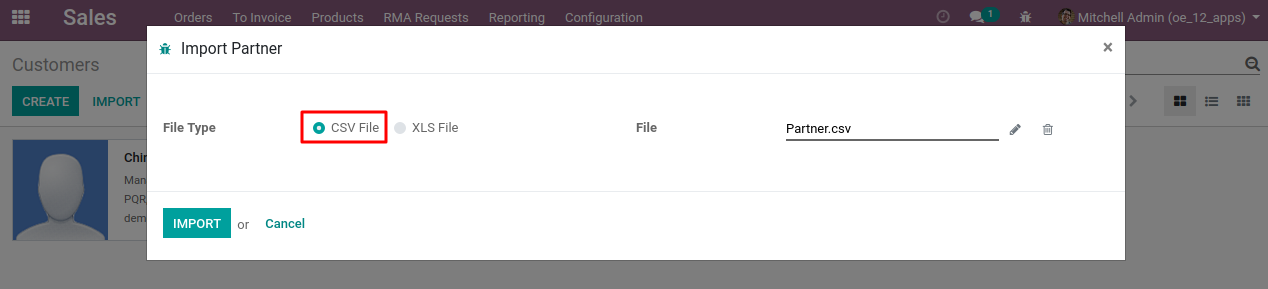 Sales Orders To Invoice Products RMA Requests Reporting Configuration 1 Mitchell Admin (oe_12_apps)
Import Partner ×
Customers
CREATE IMPORT
File Type CSV File XLS File File Partner.csv
Man
PQR
dem
IMPORT or Cancel